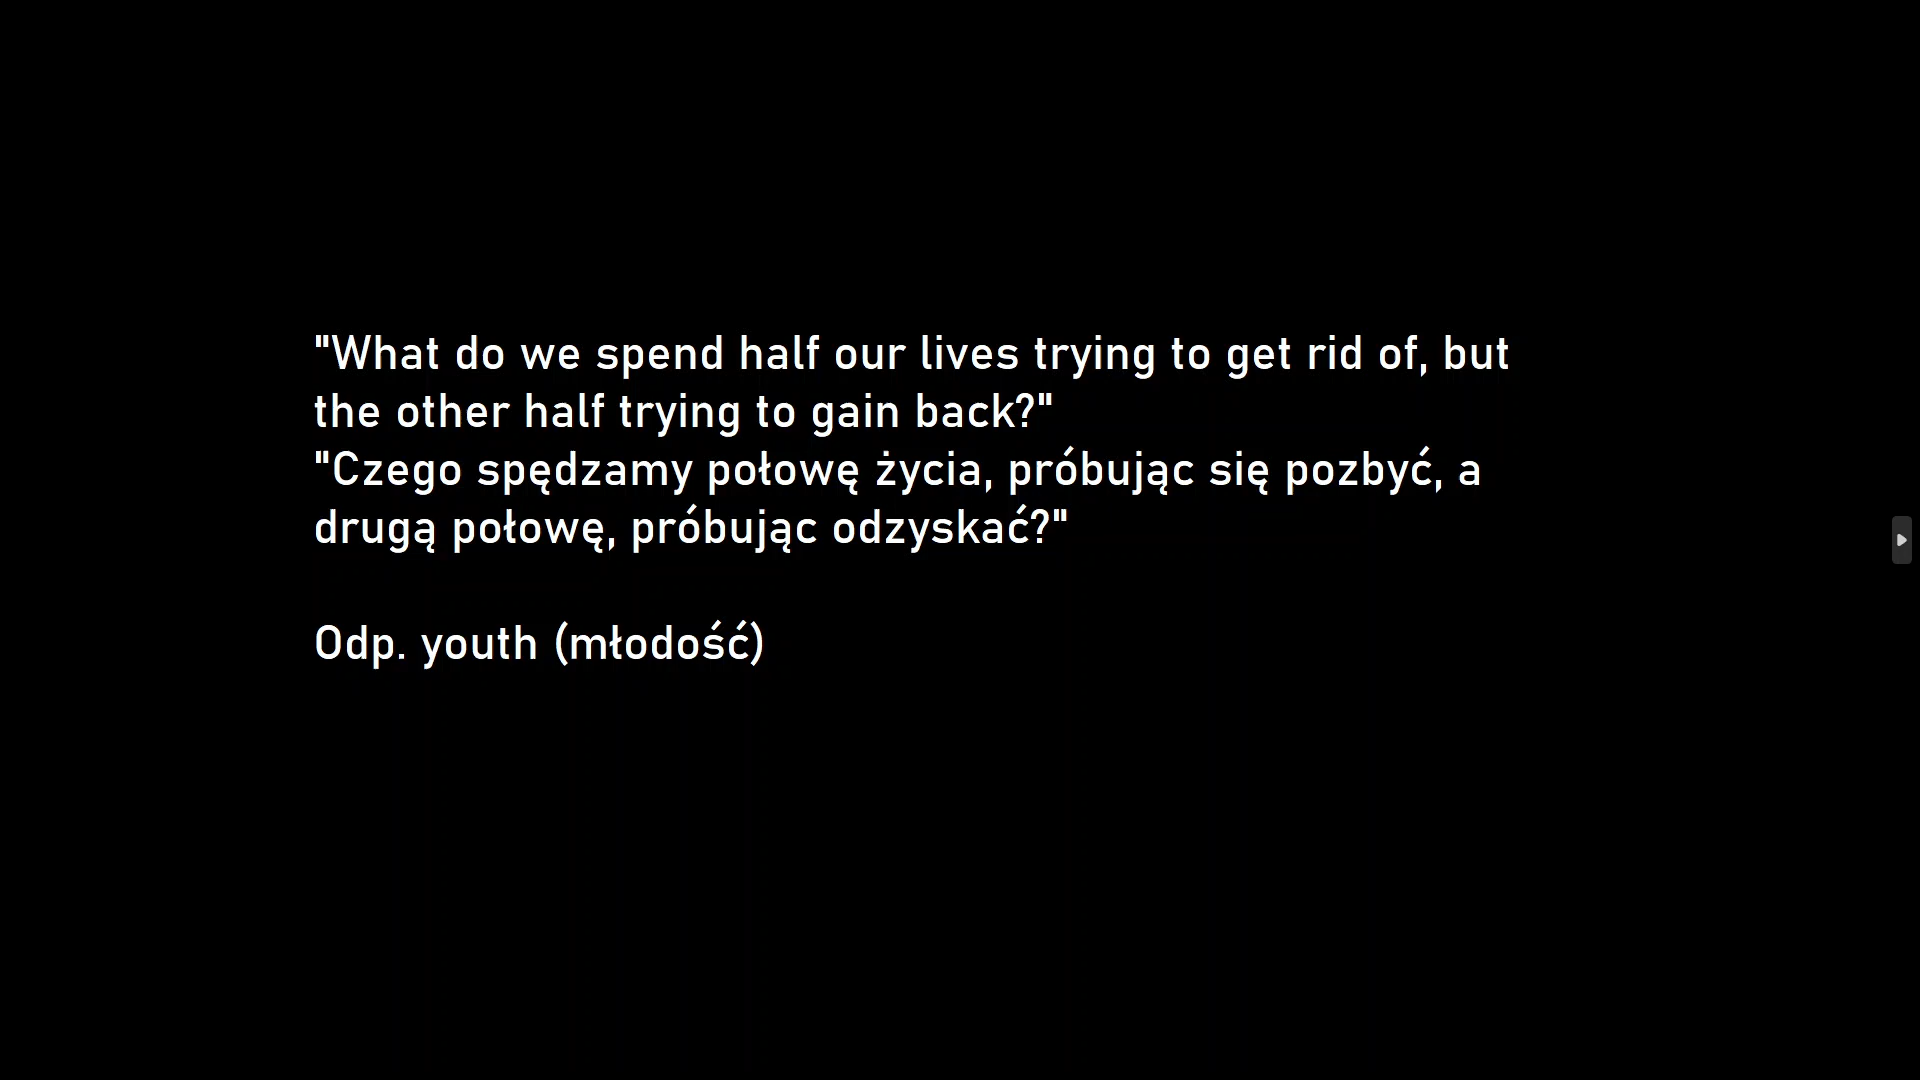 "What do we spend half our lives trying to get rid of, but
the other half trying to gain back?"
"Czego spędzamy połowę życia, próbując się pozbyć, a
drugą połowę, próbując odzyskać?"
Odp. youth (młodość)